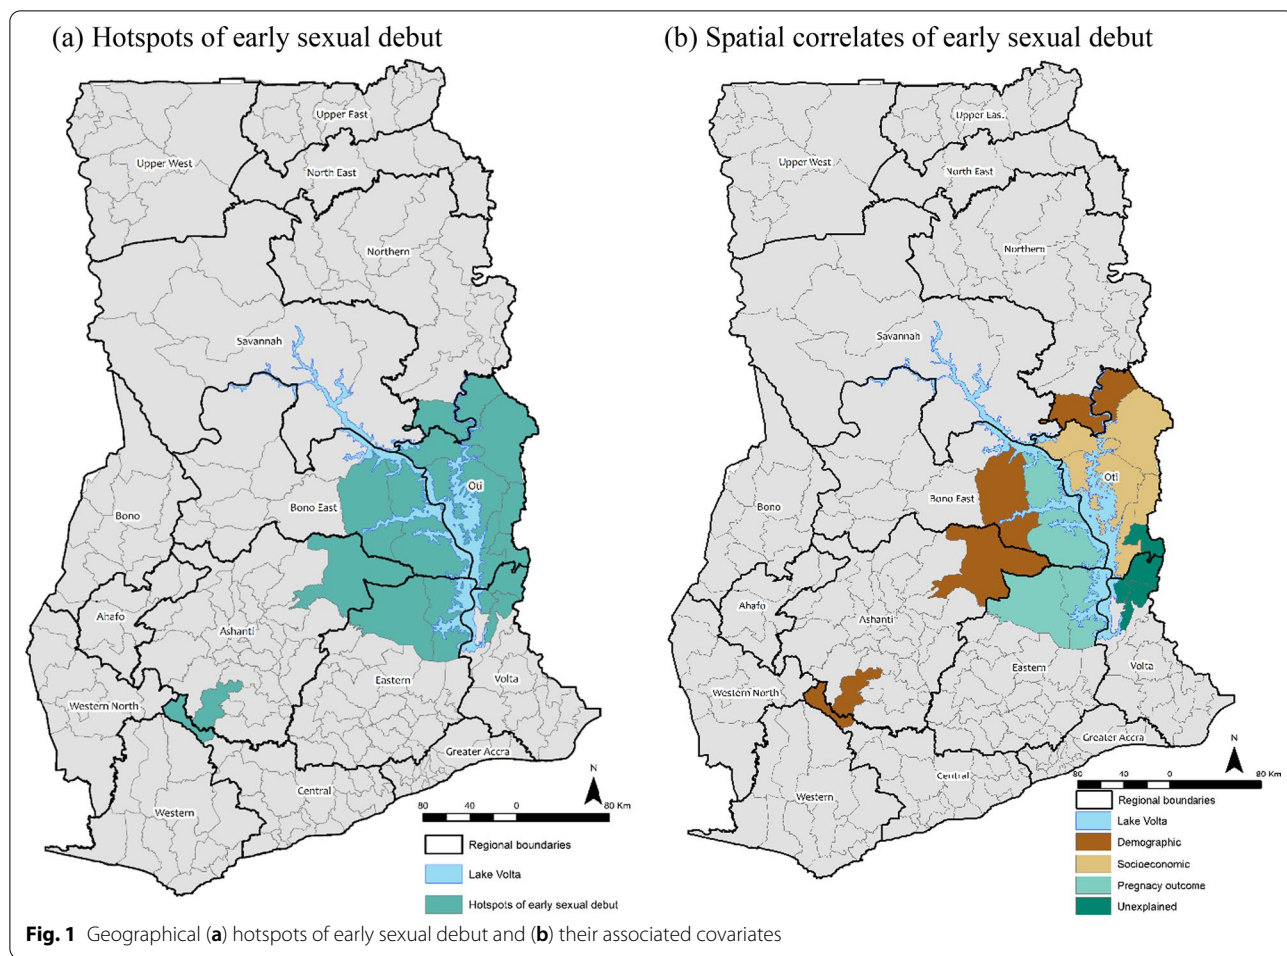 (a) Hotspots of early sexual debut
Upper East
Upper West
North East
Northern
Savannah
Oti
Bono East
Bono
Ahafo
Ashanti
Eastern
Volta
Western North
Greater Accra
Central
Western
N
80 40 0 80 Km
Regional boundaries
Lake Volta
Hotspots of early sexual debut
(b) Spatial correlates of early sexual debut
Upper East
Upper West
North East
Northern
Savannah
Oti
Bono East
Bono
Ahafo
Ashanti
Eastern
Volta
Western North
Greater Accra
Central
Western
N
80 40 0 80 Km
Regional boundaries
Lake Volta
Demographic
Socioeconomic
Pregnacy outcome
Unexplained
Fig. 1 Geographical (a) hotspots of early sexual debut and (b) their associated covariates